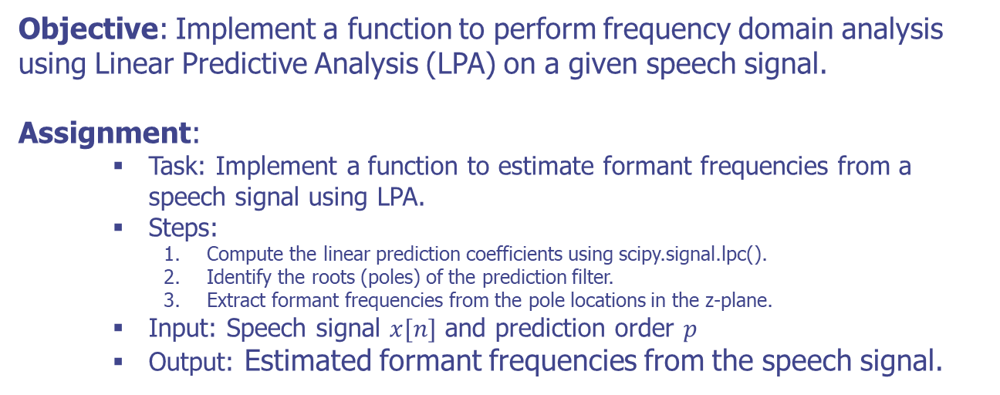 Objective: Implement a function to perform frequency domain analysis
using Linear Predictive Analysis (LPA) on a given speech signal.
Assignment:
▪ Task: Implement a function to estimate formant frequencies from a
speech signal using LPA.
▪ Steps:
1. Compute the linear prediction coefficients using scipy.signal.lpc().
2. Identify the roots (poles) of the prediction filter.
3. Extract formant frequencies from the pole locations in the z-plane.
▪ Input: Speech signal x[n] and prediction order p
▪ Output: Estimated formant frequencies from the speech signal.